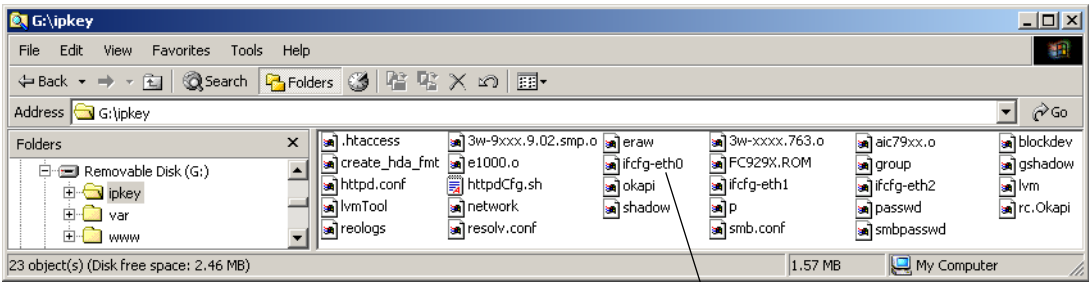 G:\ipkey
File Edit View Favorites Tools Help
Back Search Folders
Address G:\ipkey Go
Folders
Removable Disk (G:)
ipkey
var
www
.htaccess 3w-9xxx.9.02.smp.o eraw 3w-xxxx.763.o aic79xx.o blockdev
create_hda_fmt e1000.o ifcfg-eth0 FC929X.ROM group gshadow
httpd.conf httpdCfg.sh okapi ifcfg-eth1 ifcfg-eth2 lvm
lvmTool network shadow p passwd rc.Okapi
reologs resolv.conf smb.conf smbpasswd
23 object(s) (Disk free space: 2.46 MB) 1.57 MB My Computer